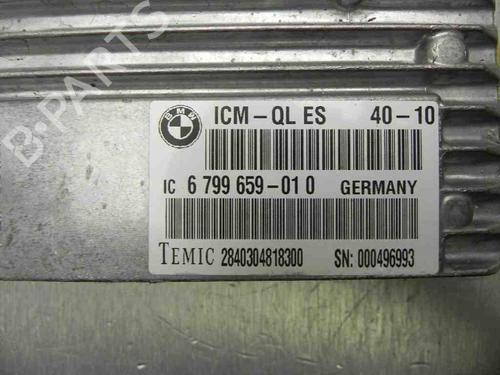 B-PARTS
BMW
ICM-QL ES 40-10
IC 6 799 659-01 0 GERMANY
TEMIC 2840304818300 SN: 000496993